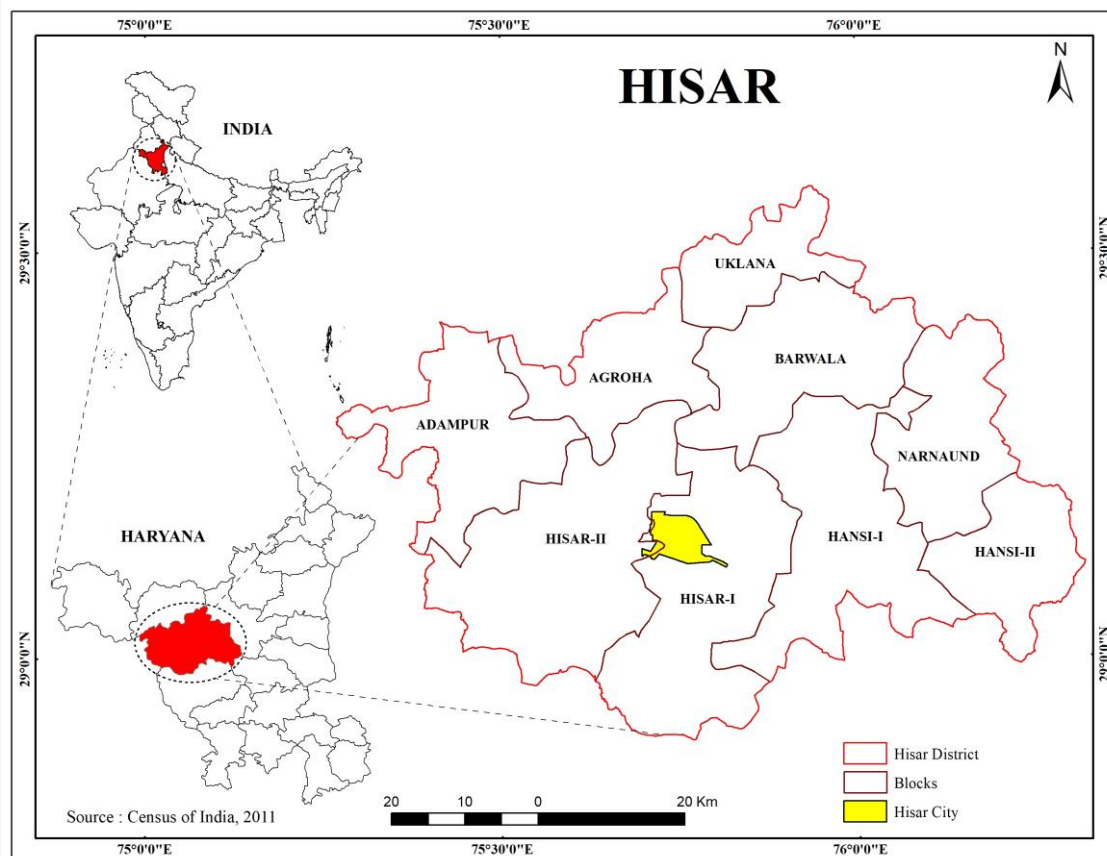 75°0'0"E
75°30'0"E
76°0'0"E
HISAR
N
INDIA
29°30'0"N
29°30'0"N
UKLANA
BARWALA
AGROHA
ADAMPUR
NARNAUND
HARYANA
HISAR-II
HANSI-I
HANSI-II
HISAR-I
29°0'0"N
29°0'0"N
Hisar District
Blocks
Hisar City
20 10 0 20 Km
Source : Census of India, 2011
75°0'0"E
75°30'0"E
76°0'0"E